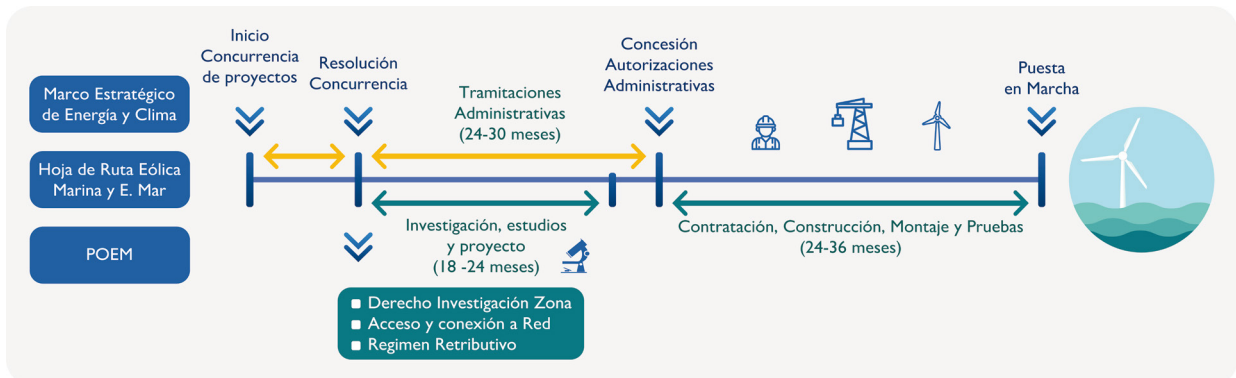 Marco Estratégico
de Energía y Clima
Hoja de Ruta Eólica
Marina y E. Mar
POEM
Inicio
Concurrencia
de proyectos
Resolución
Concurrencia
Tramitaciones
Administrativas
(24-30 meses)
Concesión
Autorizaciones
Administrativas
Puesta
en Marcha
Investigación, estudios
y proyecto
(18 -24 meses)
Contratación, Construcción, Montaje y Pruebas
(24-36 meses)
Derecho Investigación Zona
Acceso y conexión a Red
Regimen Retributivo